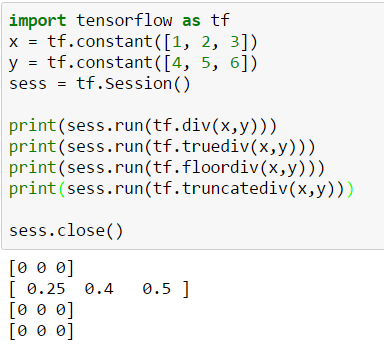 import tensorflow as tf
x = tf.constant([1, 2, 3])
y = tf.constant([4, 5, 6])
sess = tf.Session()
print(sess.run(tf.div(x,y)))
print(sess.run(tf.truediv(x,y)))
print(sess.run(tf.floordiv(x,y)))
print(sess.run(tf.truncatediv(x,y)))
sess.close()
[0 0 0]
[ 0.25  0.4   0.5 ]
[0 0 0]
[0 0 0]